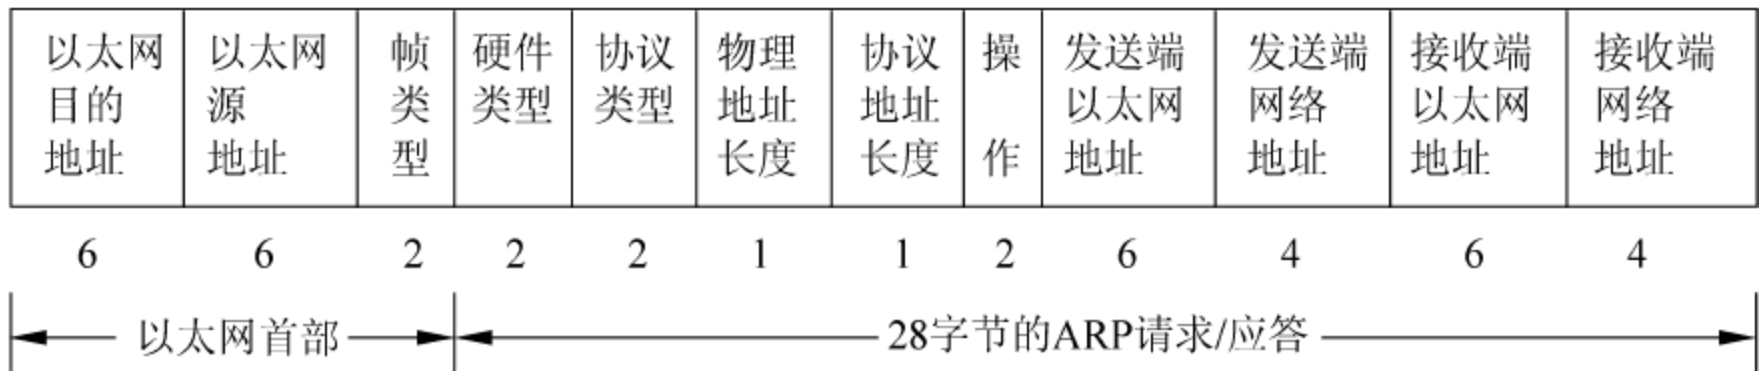 以太网目的地址
以太网源地址
帧类型
硬件类型
协议类型
物理地址长度
协议地址长度
操作
发送端以太网地址
发送端网络地址
接收端以太网地址
接收端网络地址
6 6 2 2 2 1 1 2 6 4 6 4
以太网首部
28字节的ARP请求/应答